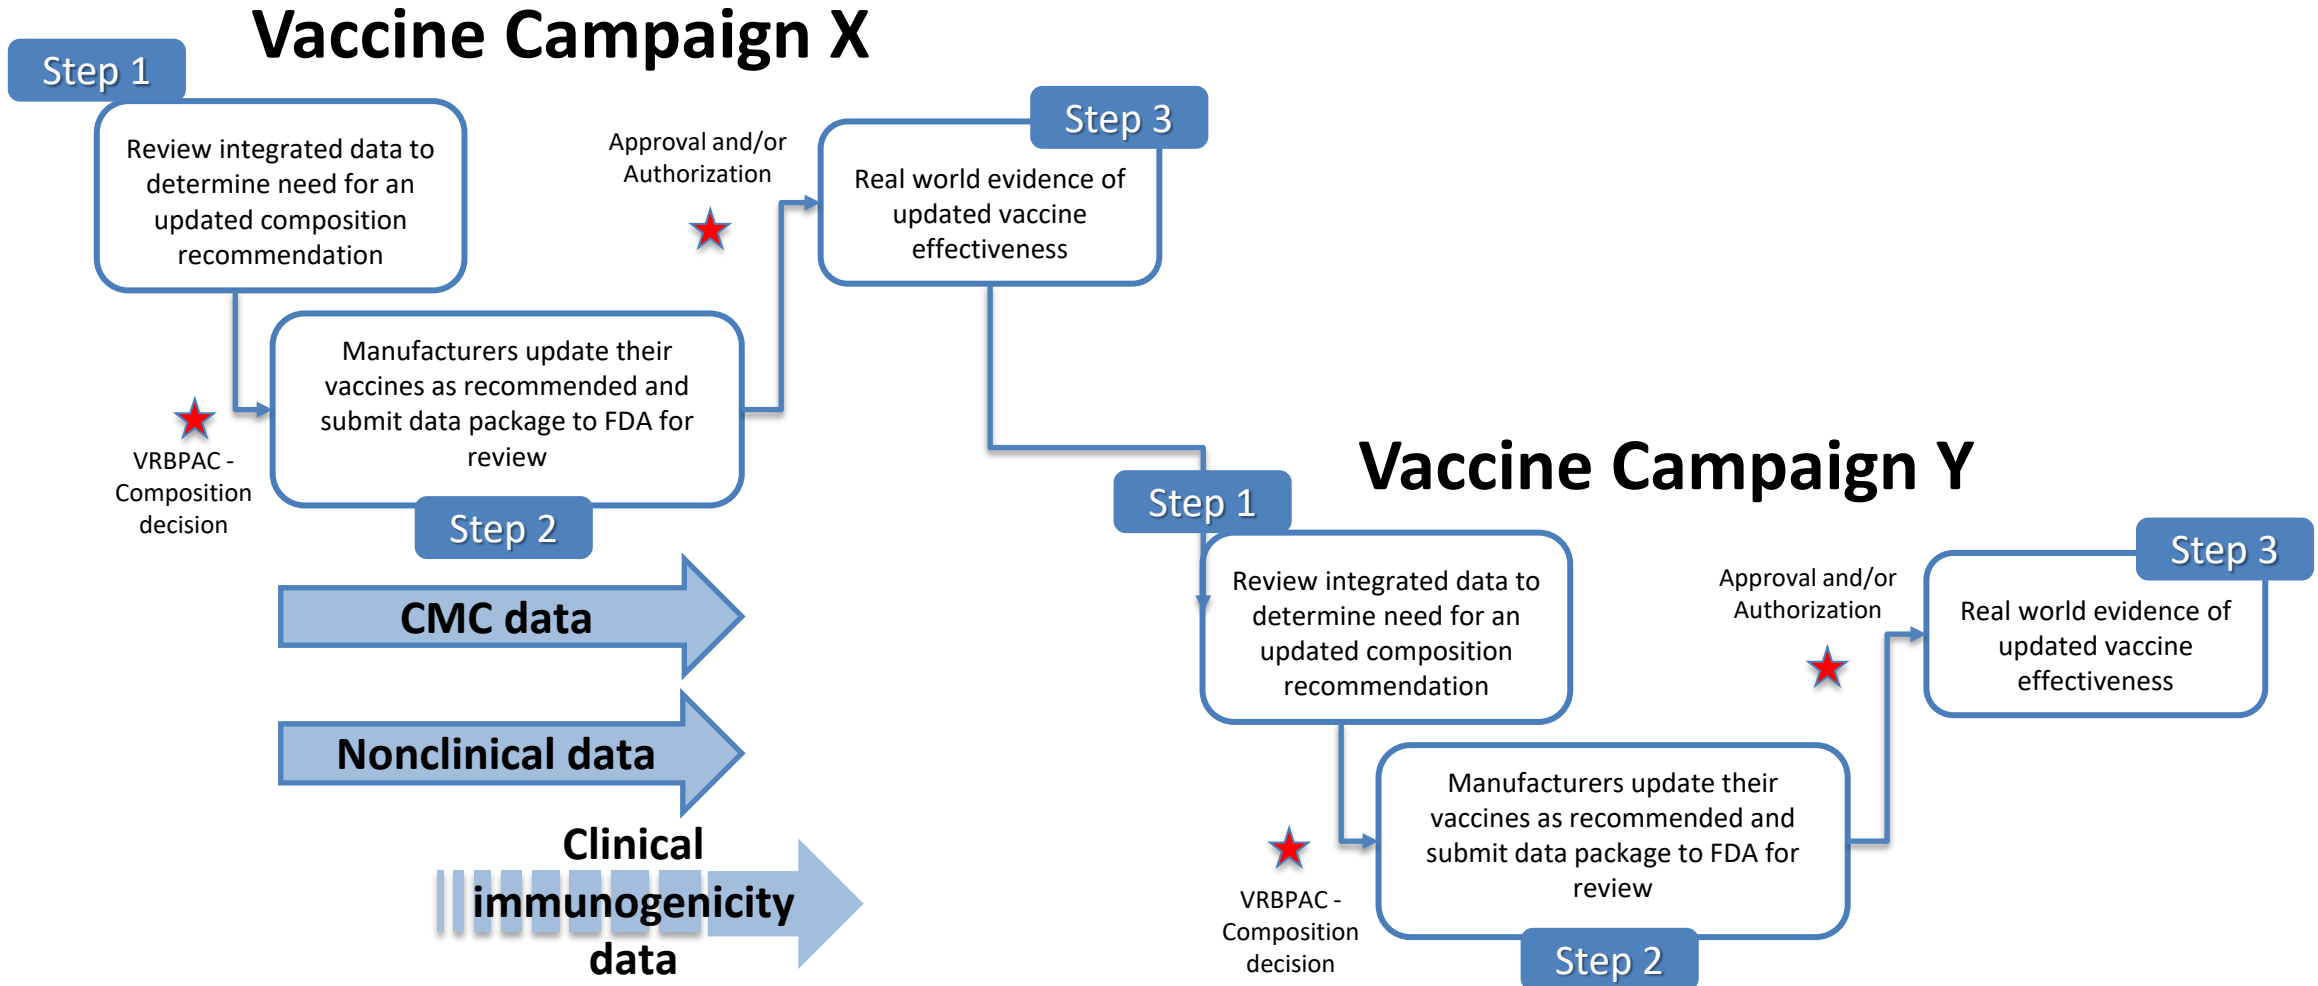 Vaccine Campaign X
Step 1
Review integrated data to
determine need for an
updated composition
recommendation
VRBPAC -
Composition
decision
Manufacturers update their
vaccines as recommended and
submit data package to FDA for
review
Step 2
Approval and/or
Authorization
Step 3
Real world evidence of
updated vaccine
effectiveness
CMC data
Nonclinical data
Clinical
immunogenicity
data
Vaccine Campaign Y
Step 1
Review integrated data to
determine need for an
updated composition
recommendation
VRBPAC -
Composition
decision
Manufacturers update their
vaccines as recommended and
submit data package to FDA for
review
Step 2
Approval and/or
Authorization
Step 3
Real world evidence of
updated vaccine
effectiveness